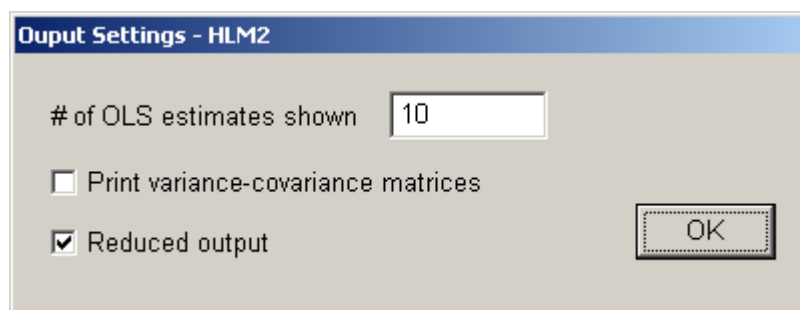 Ouput Settings - HLM2
# of OLS estimates shown 10
Print variance-covariance matrices
Reduced output
OK